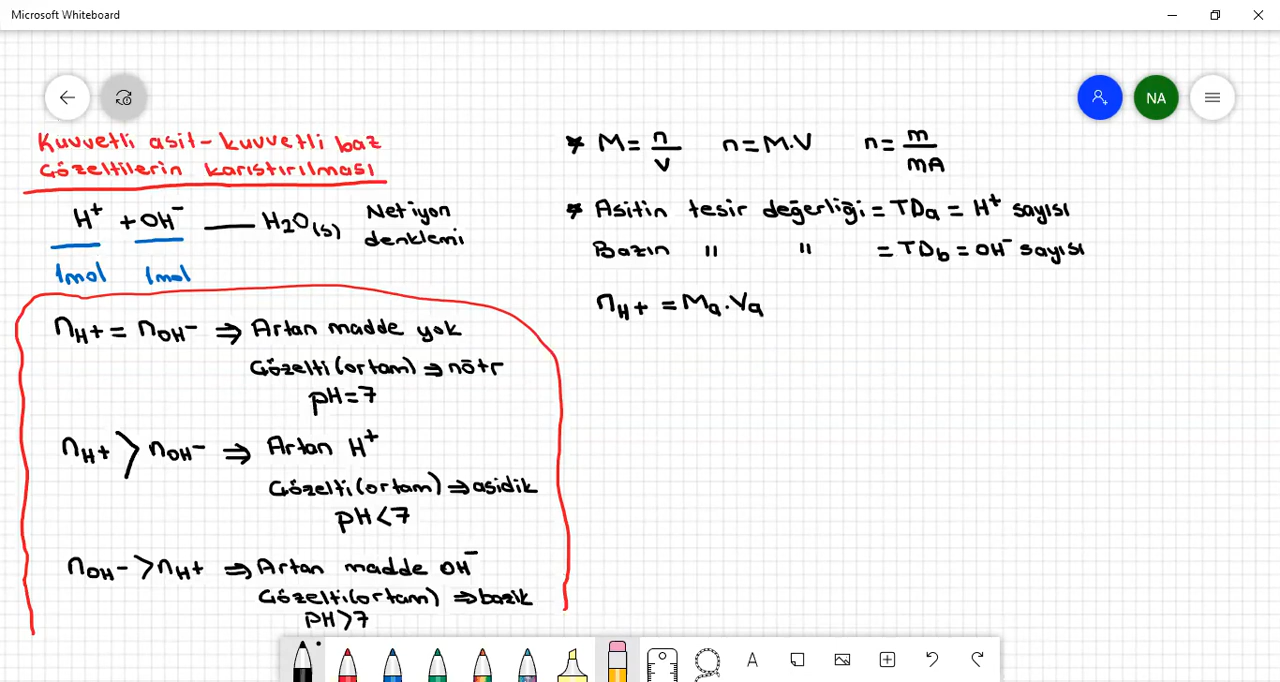 Microsoft Whiteboard
NA
Kuvvetli asit-kuvvetli baz
Çözeltilerin karıştırılması
H⁺ + OH⁻ — H₂O(s) Net iyon
denklemi
1mol 1mol
nH+ = nOH- ⇒ Artan madde yok
Çözelti(ortam) ⇒ nötr
pH=7
nH+ > nOH- ⇒ Artan H⁺
Çözelti(ortam) ⇒ asidik
pH<7
nOH- > nH+ ⇒ Artan madde OH⁻
Çözelti(ortam) ⇒ bazik
pH>7
* M = n/V n = M.V n = m/mA
* Asitin tesir değerliği = TDa = H⁺ sayısı
Bazın " " = TDb = OH⁻ sayısı
nH+ = Ma.Va
A